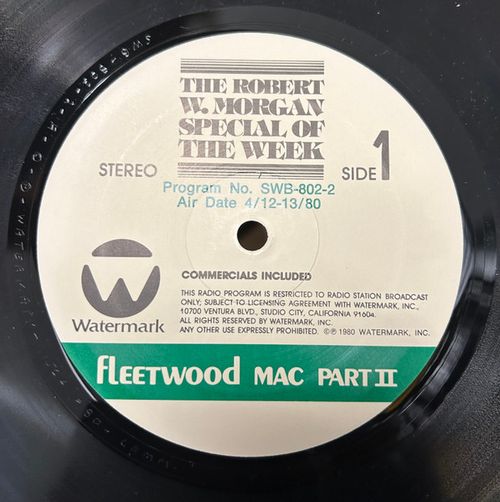 THE ROBERT
W. MORGAN
SPECIAL OF
THE WEEK
STEREO
SIDE 1
Program No. SWB-802-2
Air Date 4/12-13/80
COMMERCIALS INCLUDED
THIS RADIO PROGRAM IS RESTRICTED TO RADIO STATION BROADCAST
ONLY; SUBJECT TO LICENSING AGREEMENT WITH WATERMARK, INC.,
10700 VENTURA BLVD., STUDIO CITY, CALIFORNIA 91604.
ALL RIGHTS RESERVED BY WATERMARK, INC.
ANY OTHER USE EXPRESSLY PROHIBITED. ©℗ 1980 WATERMARK, INC.
Watermark
fLEETWOOD MAC PART II